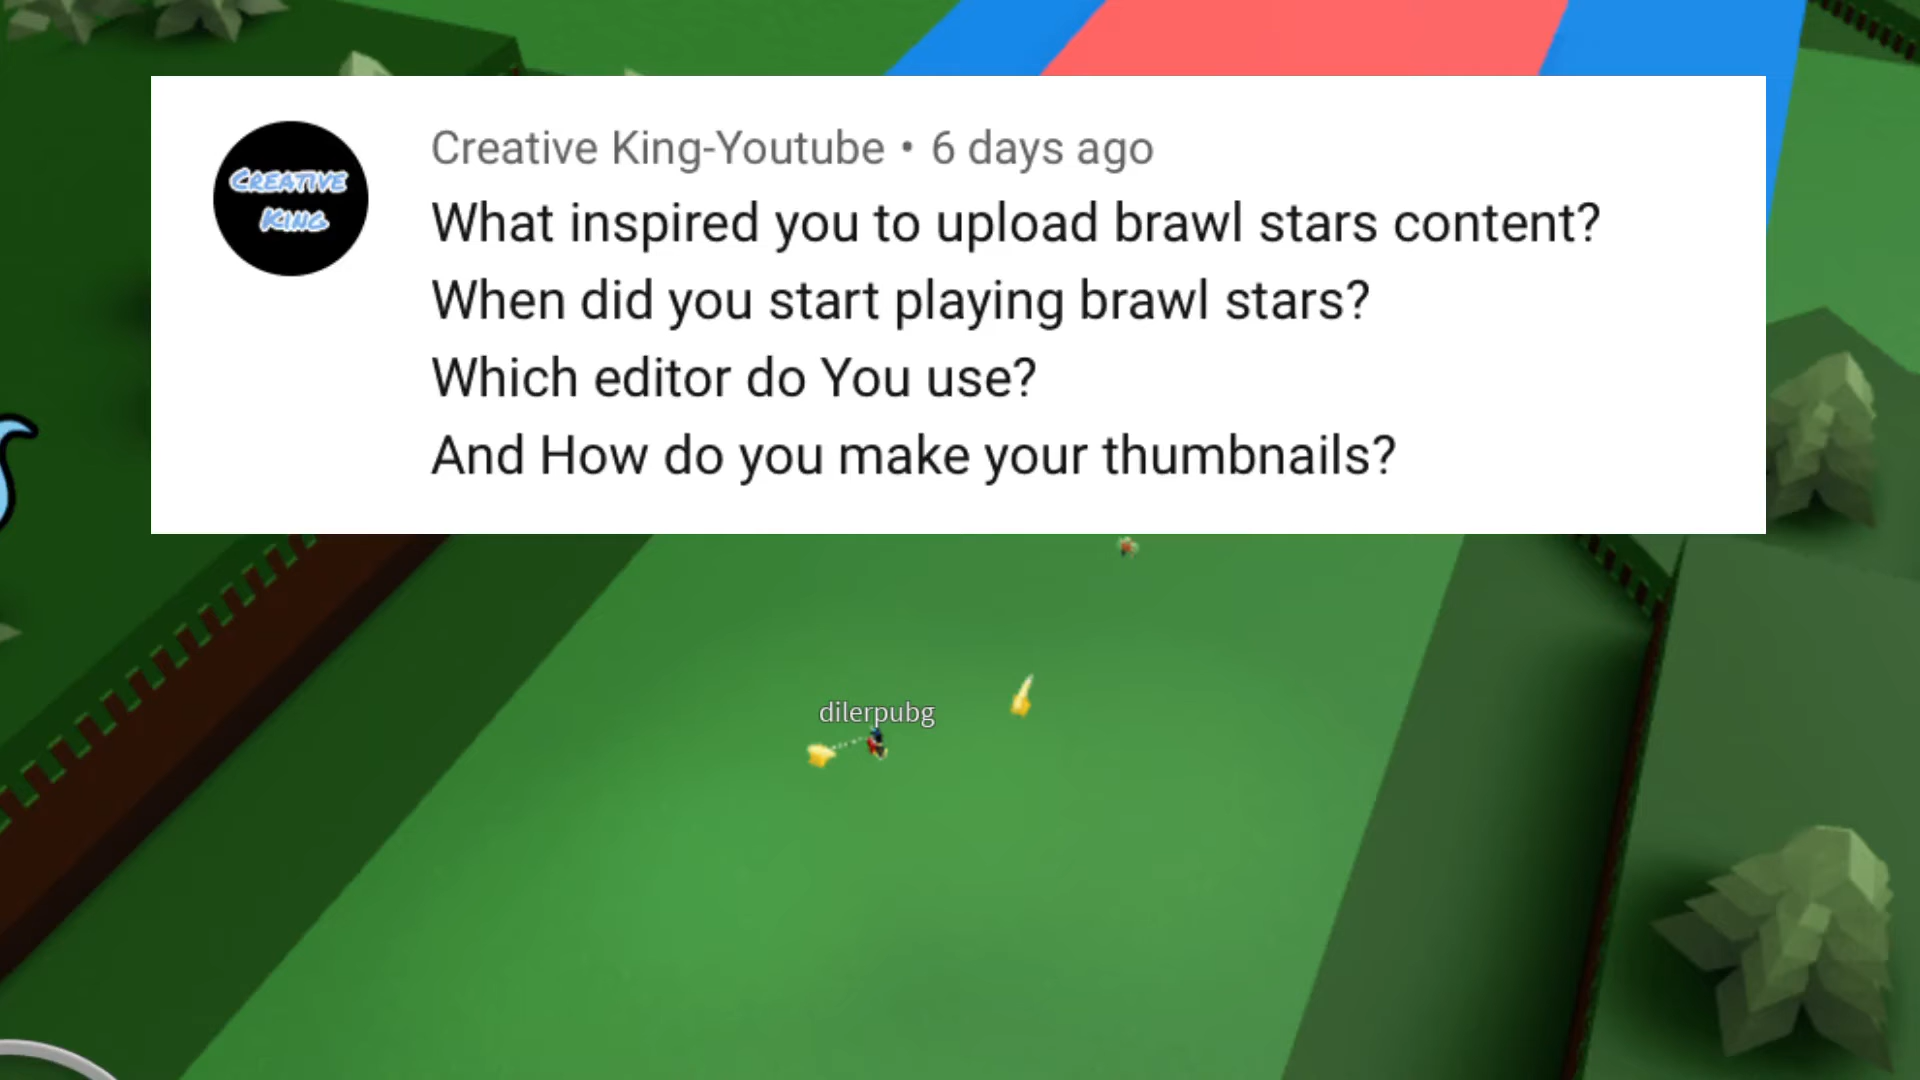 CREATIVE
KING
Creative King-Youtube • 6 days ago
What inspired you to upload brawl stars content?
When did you start playing brawl stars?
Which editor do You use?
And How do you make your thumbnails?
dilerpubg